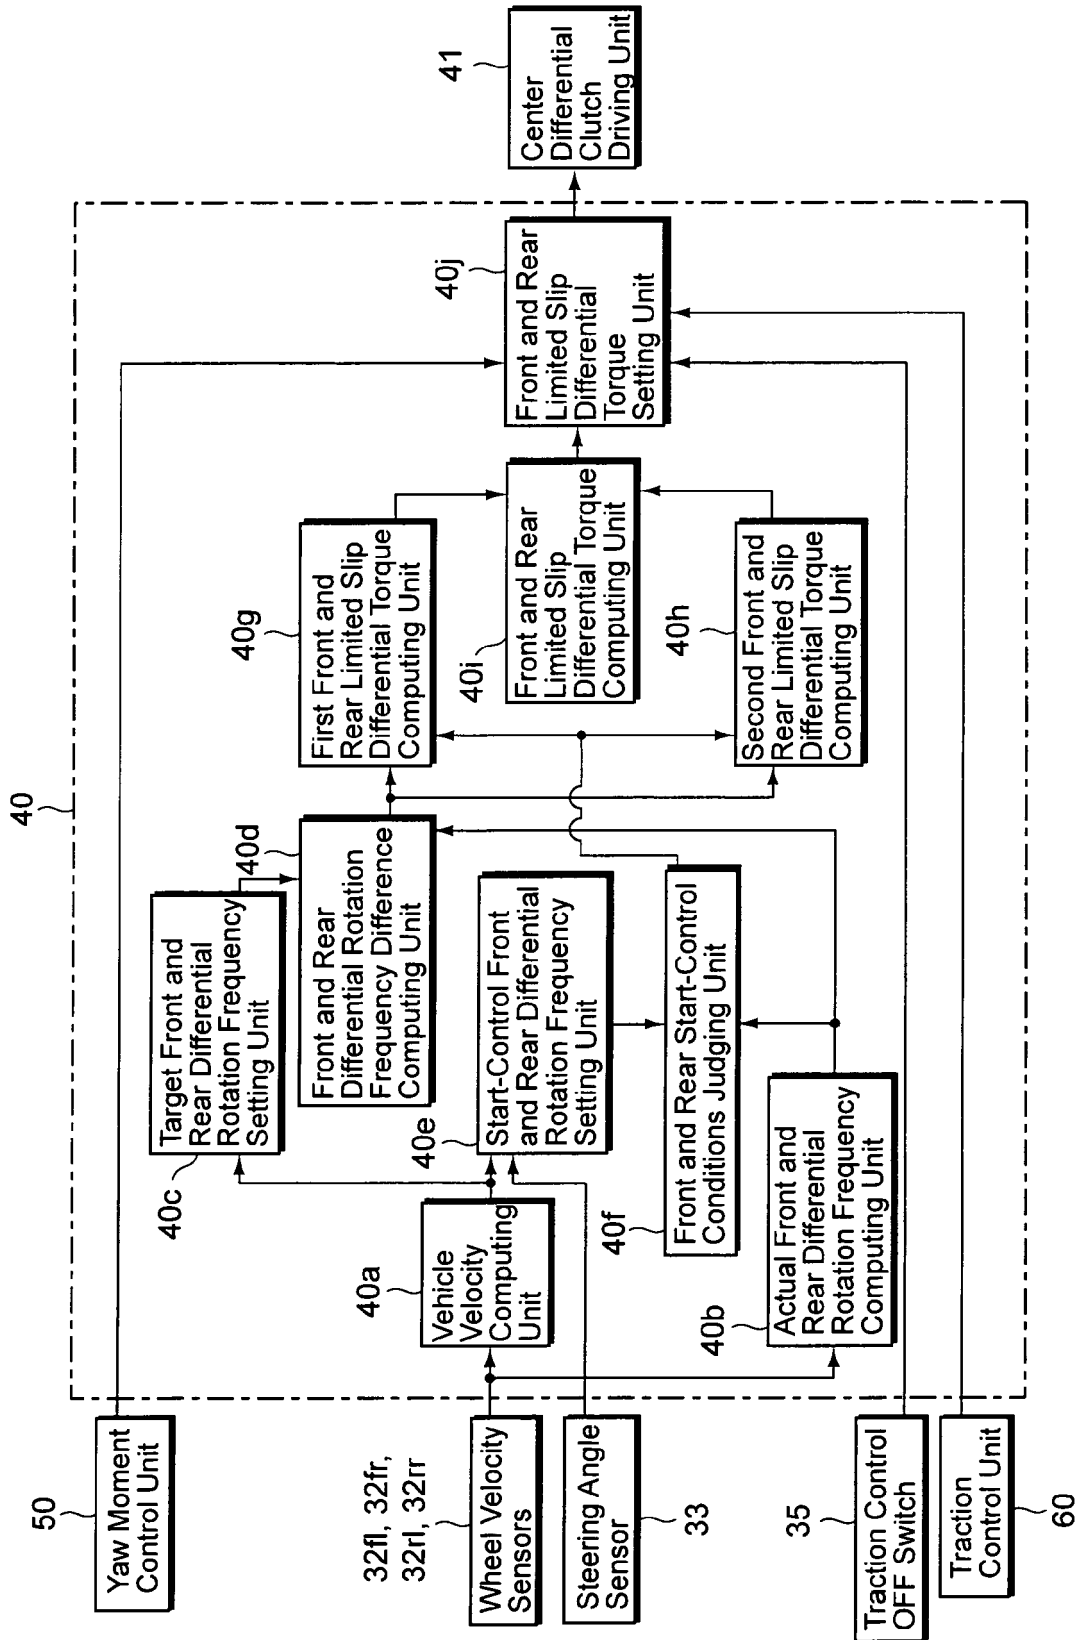 40
50
Yaw Moment
Control Unit
32fl, 32fr,
32rl, 32rr
Wheel Velocity
Sensors
Steering Angle
Sensor
33
35
Traction Control
OFF Switch
Traction
Control Unit
60
40a
Vehicle
Velocity
Computing
Unit
40b
Actual Front and
Rear Differential
Rotation Frequency
Computing Unit
40c
Target Front and
Rear Differential
Rotation Frequency
Setting Unit
40d
Front and Rear
Differential Rotation
Frequency Difference
Computing Unit
40e
Start-Control Front
and Rear Differential
Rotation Frequency
Setting Unit
40f
Front and Rear Start-Control
Conditions Judging Unit
40g
First Front and
Rear Limited Slip
Differential Torque
Computing Unit
40i
Front and Rear
Limited Slip
Differential Torque
Computing Unit
40h
Second Front and
Rear Limited Slip
Differential Torque
Computing Unit
40j
Front and Rear
Limited Slip
Differential
Torque
Setting Unit
41
Center
Differential
Clutch
Driving Unit